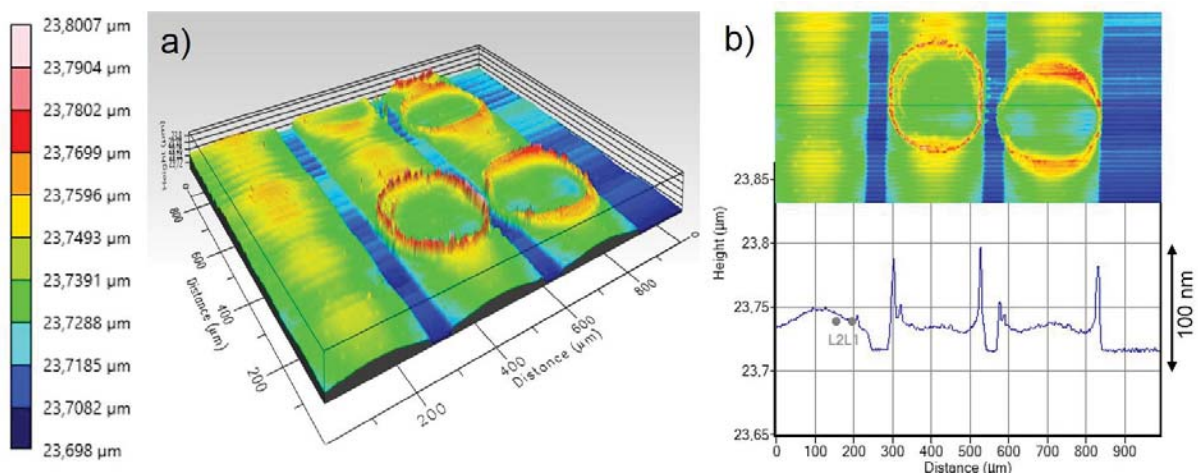 23,8007 µm
23,7904 µm
23,7802 µm
23,7699 µm
23,7596 µm
23,7493 µm
23,7391 µm
23,7288 µm
23,7185 µm
23,7082 µm
23,698 µm
a)
Height (µm)
0
800
600
400
200
Distance (µm)
200
400
600
800
0
Distance (µm)
b)
23,85
23,8
23,75
23,7
23,65
Height (µm)
L2L1
100 nm
0 100 200 300 400 500 600 700 800 900
Distance (µm)